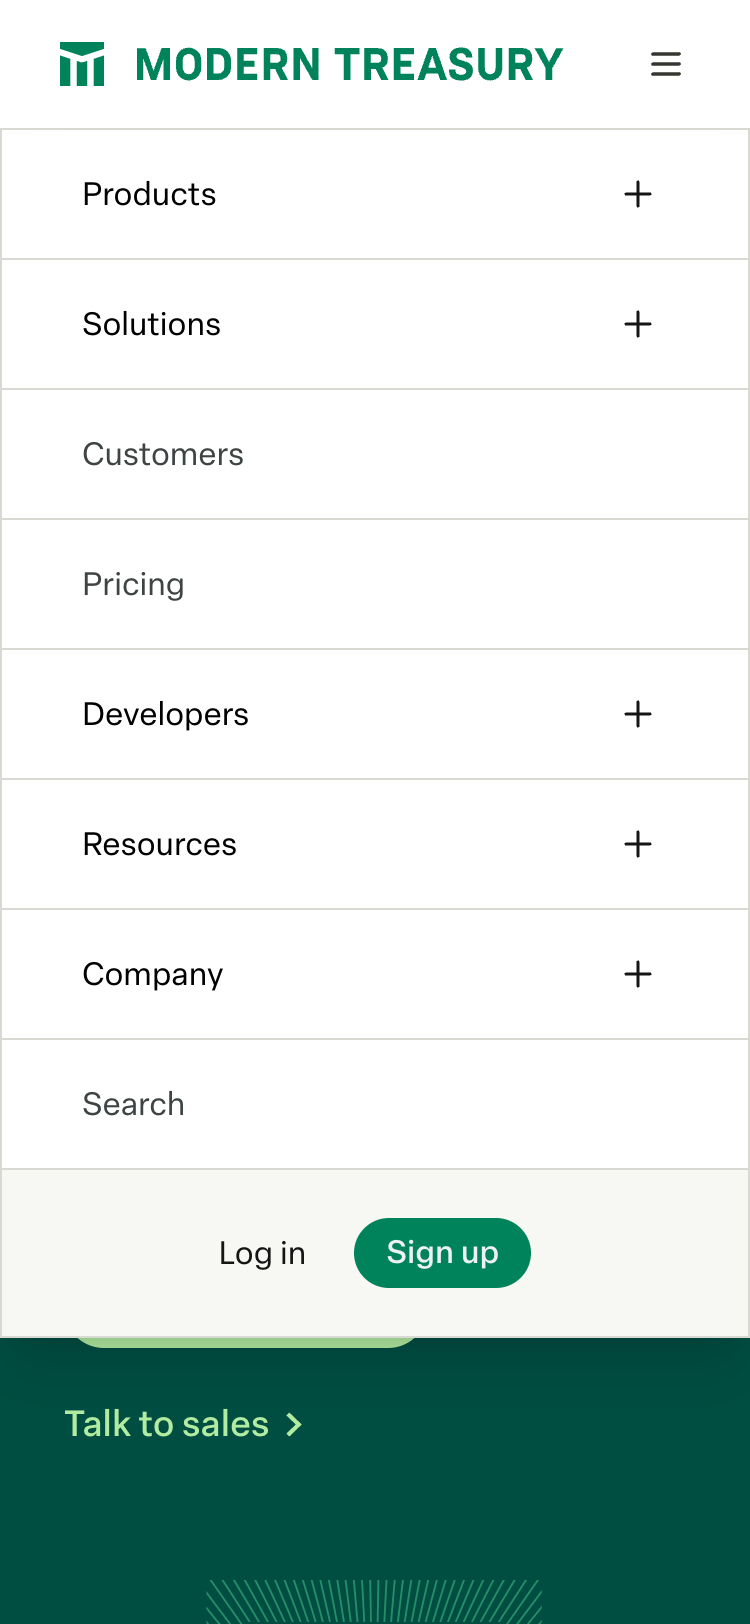 MODERN TREASURY
Products
Solutions
Customers
Pricing
Developers
Resources
Company
Search
Log in
Sign up
Talk to sales